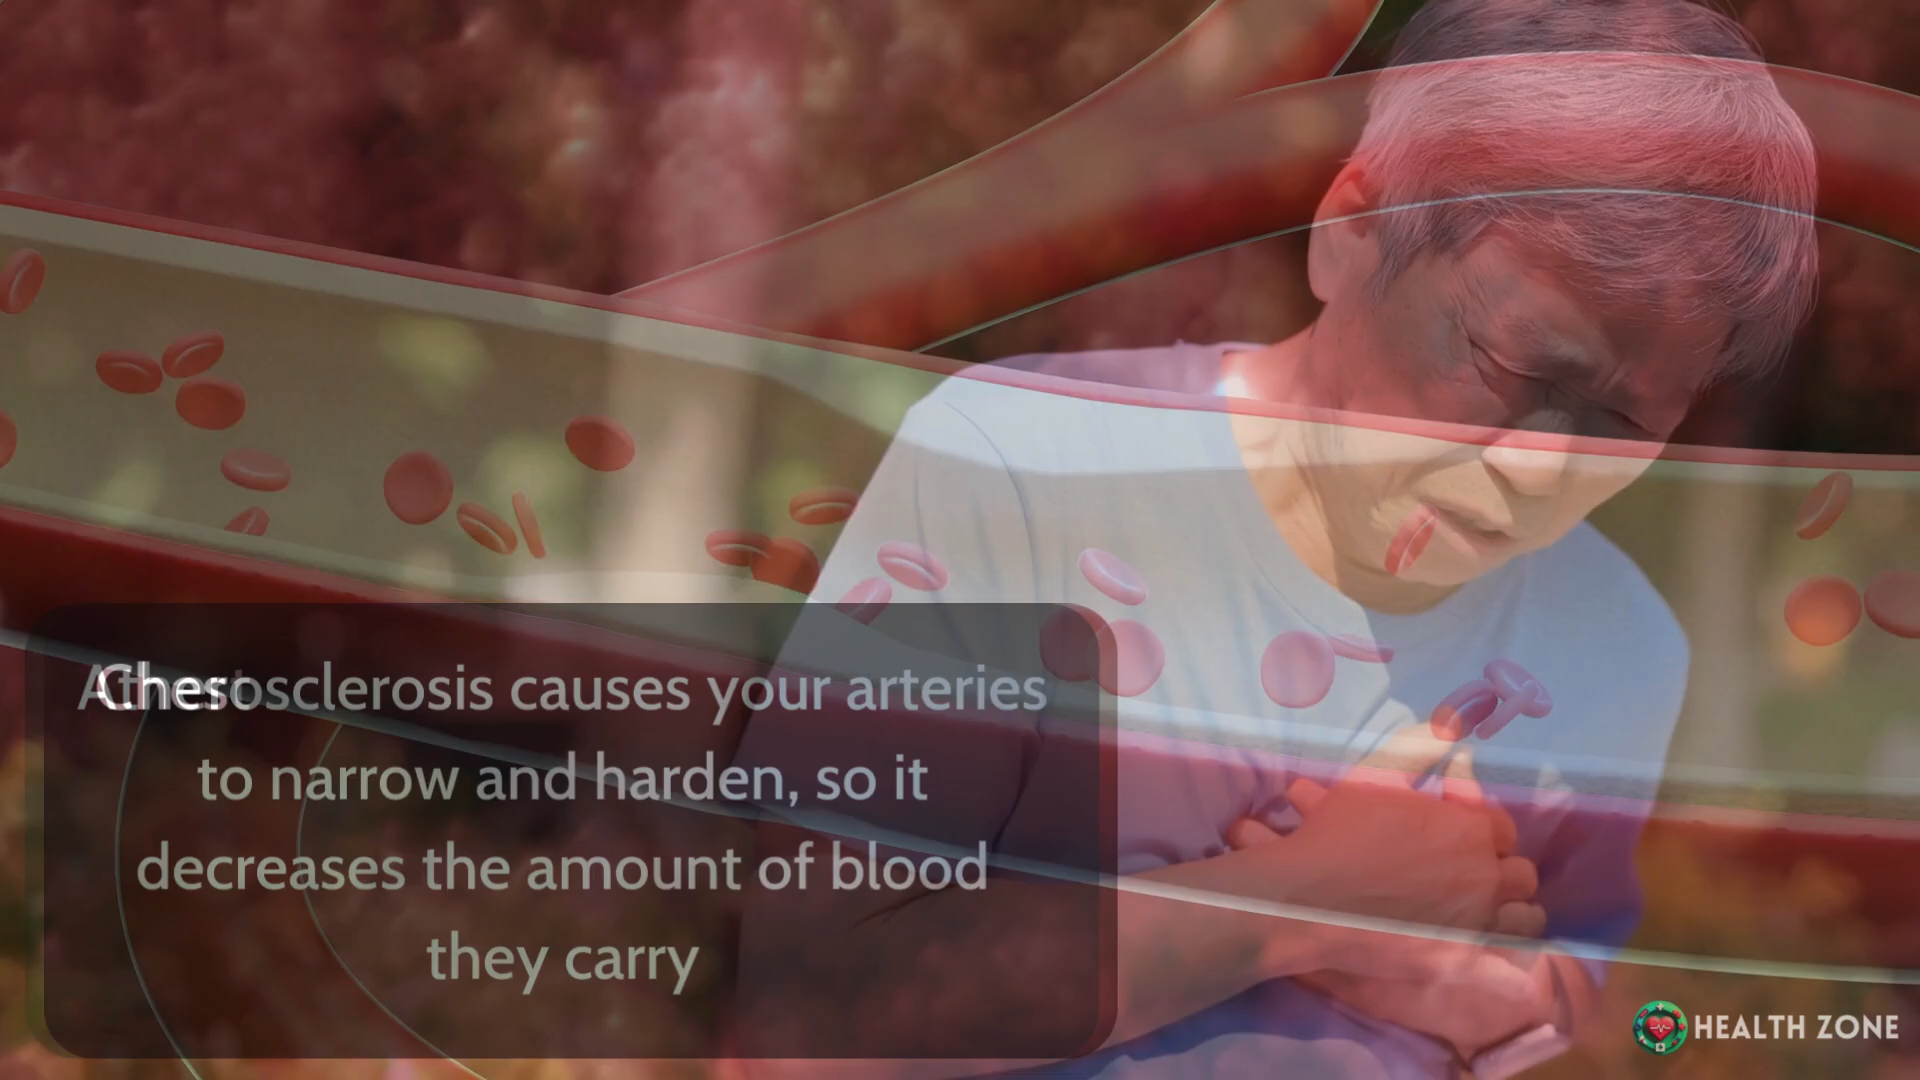 Atherosclerosis causes your arteries
to narrow and harden, so it
decreases the amount of blood
they carry
Chest
HEALTH ZONE